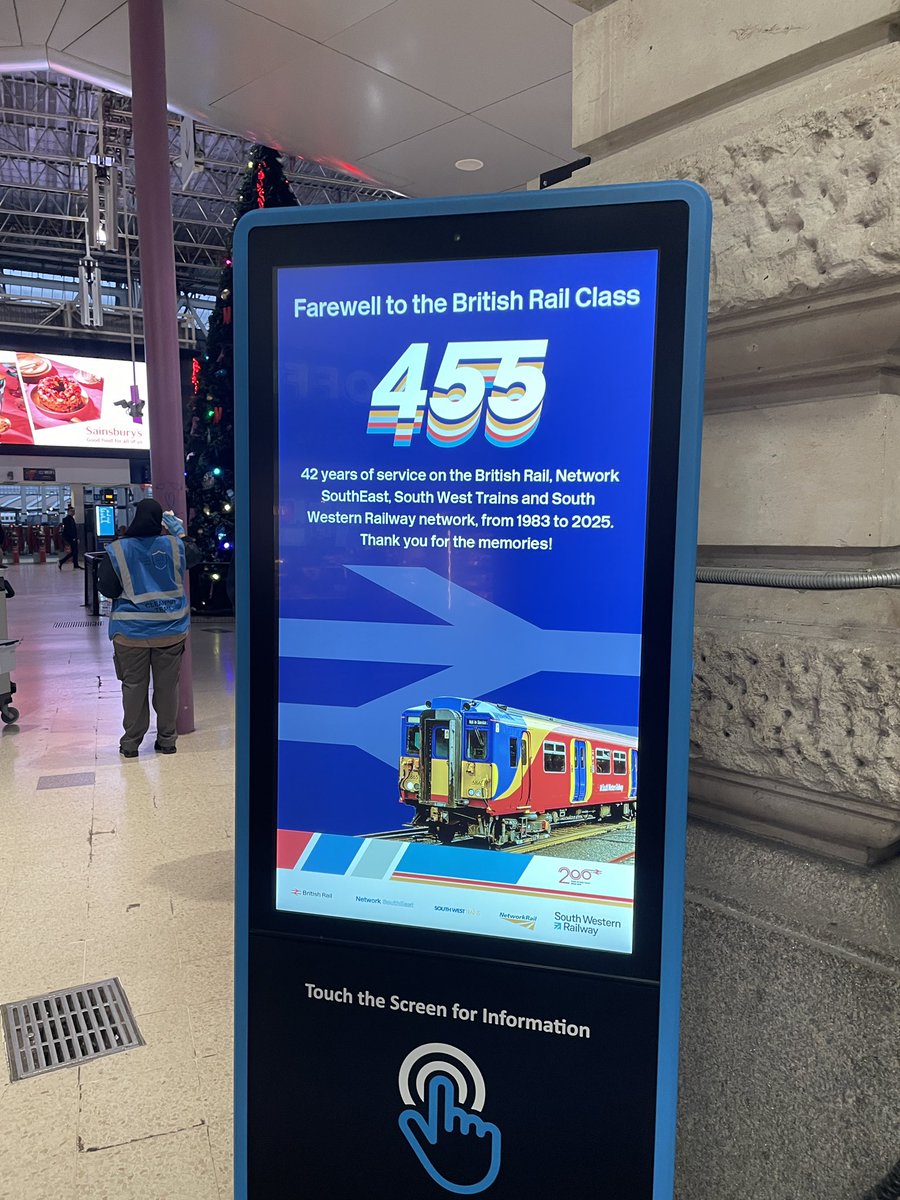 Farewell to the British Rail Class
455
42 years of service on the British Rail, Network
SouthEast, South West Trains and South
Western Railway network, from 1983 to 2025.
Thank you for the memories!
200
British Rail
Network SouthEast
SOUTH WEST TRAINS
NetworkRail
South Western
Railway
Touch the Screen for Information
Sainsbury's
CLEANING